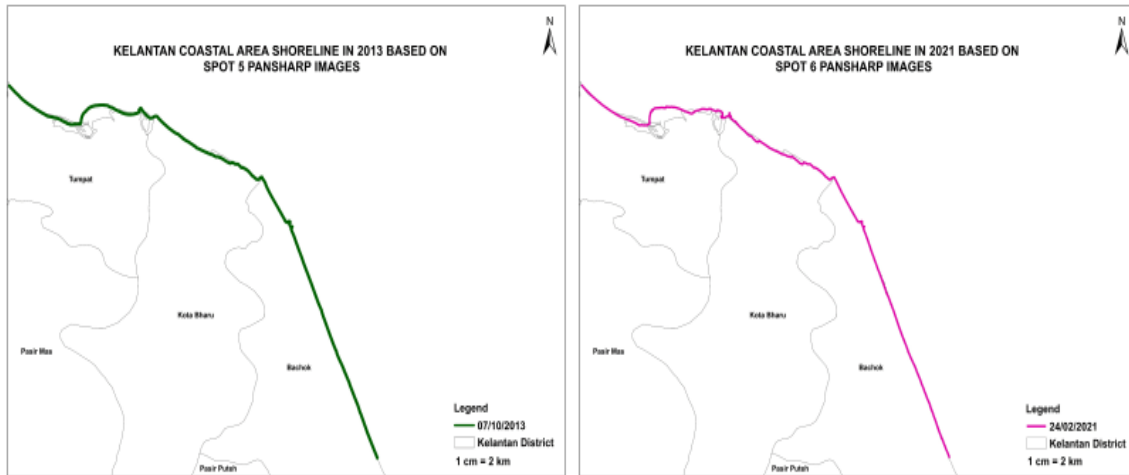 N
KELANTAN COASTAL AREA SHORELINE IN 2013 BASED ON
SPOT 5 PANSHARP IMAGES
Tumpat
Kota Bharu
Pasir Mas
Bachok
Legend
07/10/2013
Kelantan District
1 cm = 2 km
Pasir Puteh
N
KELANTAN COASTAL AREA SHORELINE IN 2021 BASED ON
SPOT 6 PANSHARP IMAGES
Tumpat
Kota Bharu
Pasir Mas
Bachok
Legend
24/02/2021
Kelantan District
1 cm = 2 km
Pasir Puteh